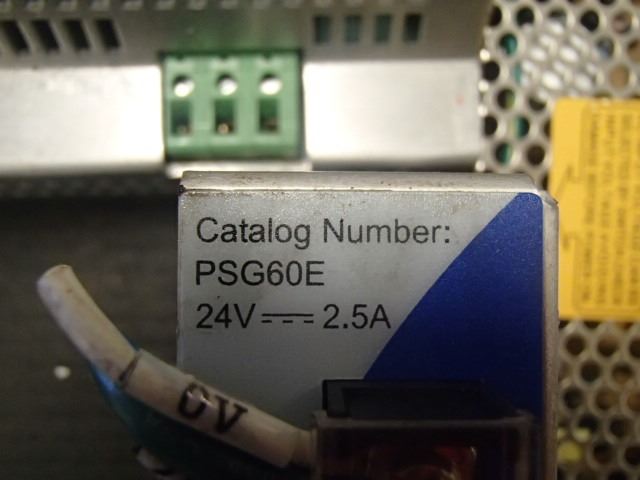 Catalog Number:
PSG60E
24V⎓2.5A
0V